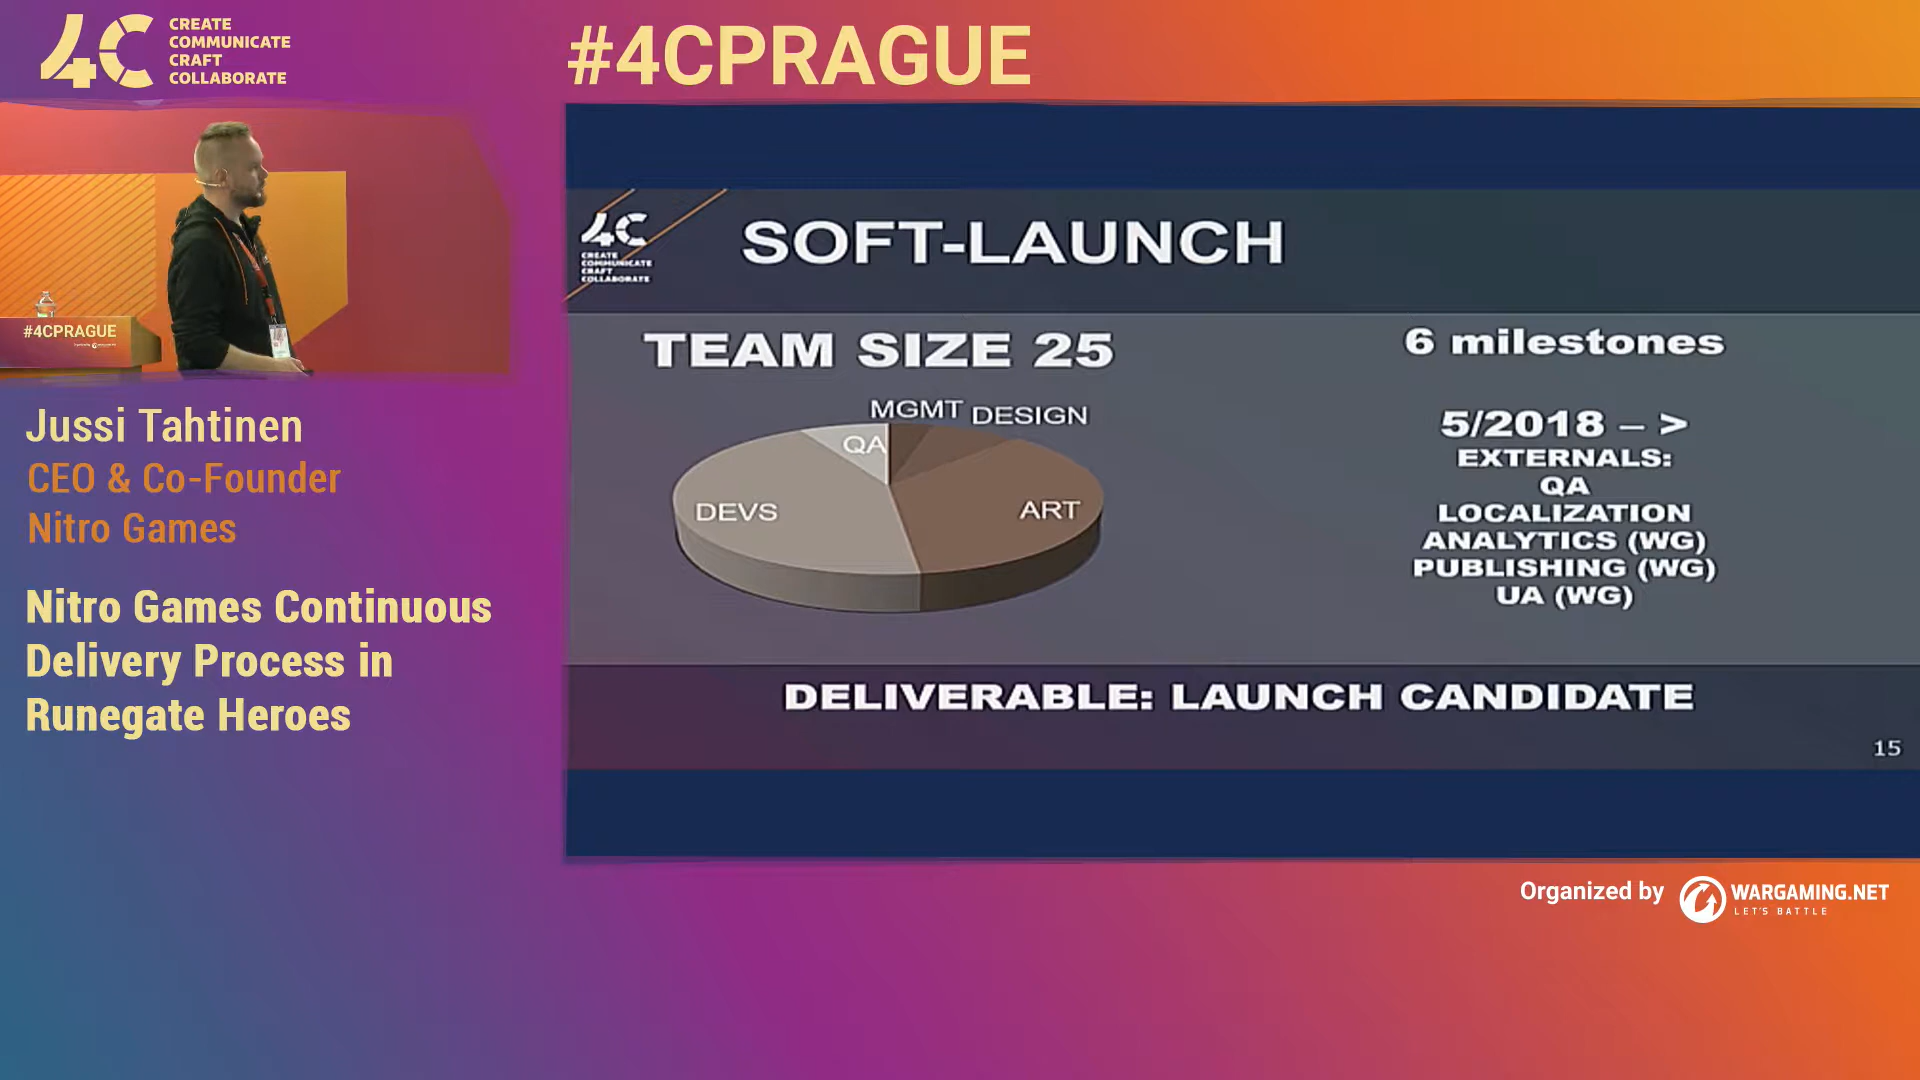 4C
CREATE
COMMUNICATE
CRAFT
COLLABORATE
#4CPRAGUE
#4CPRAGUE
Jussi Tahtinen
CEO & Co-Founder
Nitro Games
Nitro Games Continuous
Delivery Process in
Runegate Heroes
4C
CREATE
COMMUNICATE
CRAFT
COLLABORATE
SOFT-LAUNCH
TEAM SIZE 25
MGMT
DESIGN
QA
DEVS
ART
6 milestones
5/2018 – >
EXTERNALS:
QA
LOCALIZATION
ANALYTICS (WG)
PUBLISHING (WG)
UA (WG)
DELIVERABLE: LAUNCH CANDIDATE
15
Organized by
WARGAMING.NET
LET'S BATTLE